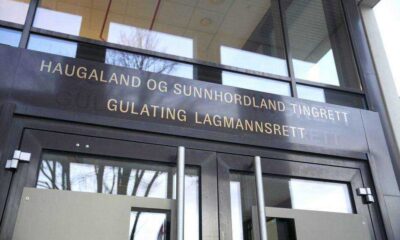 HAUGALAND OG SUNNHORDLAND TINGRETT
GULATING LAGMANNSRETT